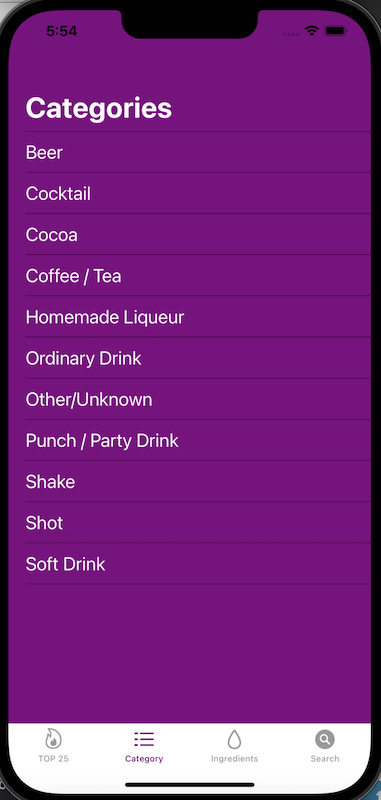 5:54
Categories
Beer
Cocktail
Cocoa
Coffee / Tea
Homemade Liqueur
Ordinary Drink
Other/Unknown
Punch / Party Drink
Shake
Shot
Soft Drink
TOP 25
Category
Ingredients
Search